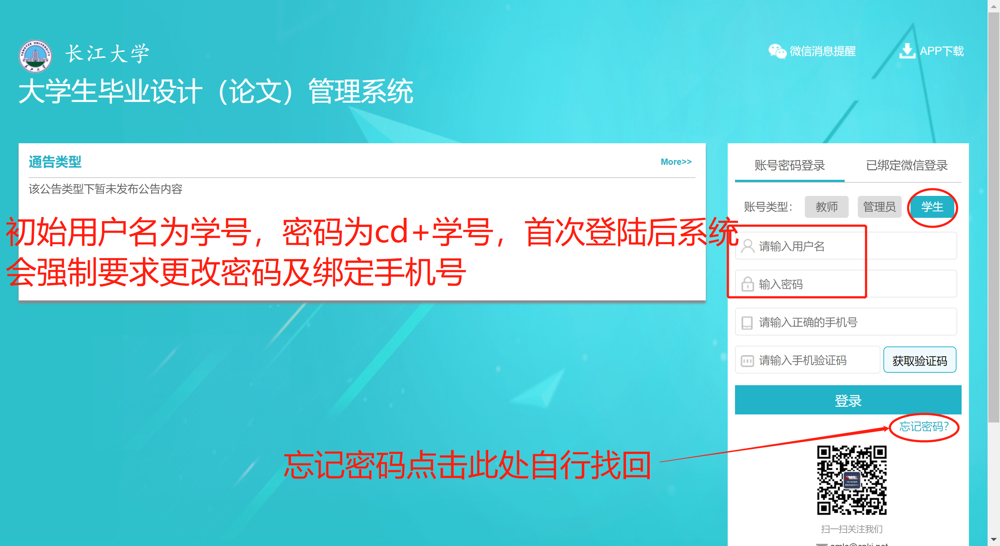 YANGTZE UNIVERSITY
长江大学
长江大学
微信消息提醒
APP下载
大学生毕业设计（论文）管理系统
通告类型
More>>
该公告类型下暂未发布公告内容
初始用户名为学号，密码为cd+学号，首次登陆后系统
会强制要求更改密码及绑定手机号
账号密码登录
已绑定微信登录
账号类型：
教师
管理员
学生
请输入用户名
输入密码
请输入正确的手机号
请输入手机验证码
获取验证码
登录
忘记密码？
忘记密码点击此处自行找回
扫一扫关注我们